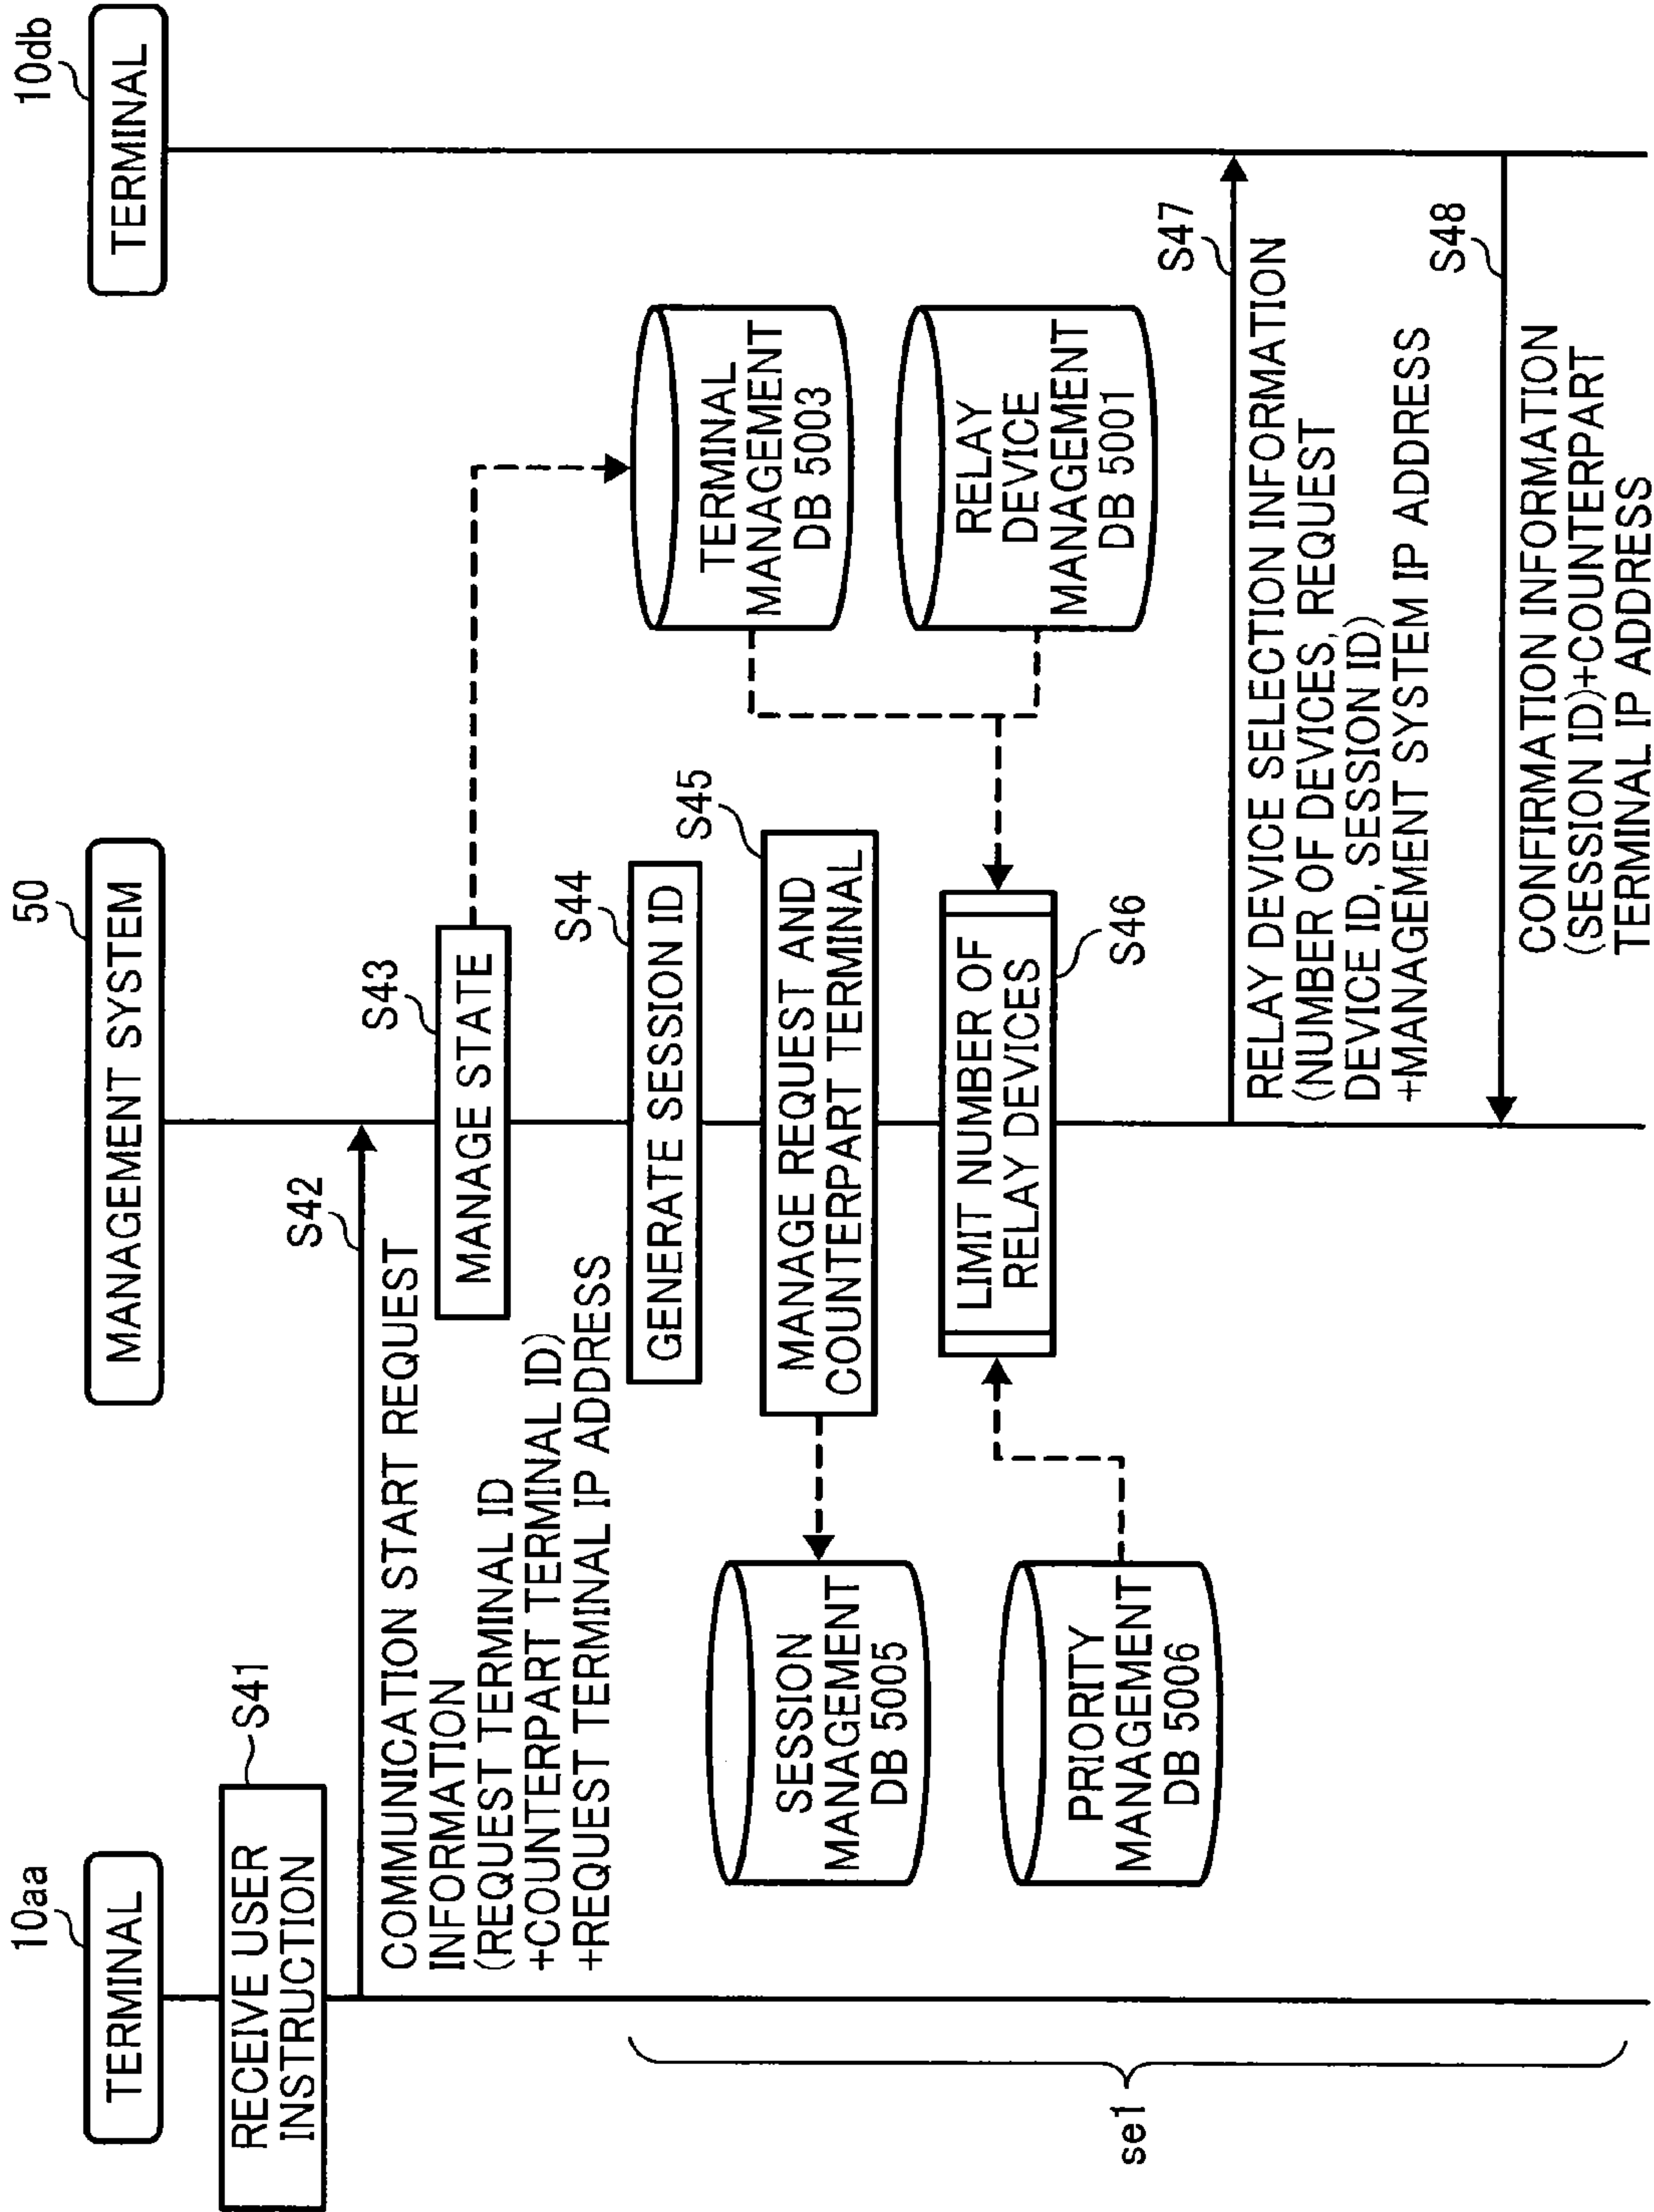 10aa
TERMINAL
50
MANAGEMENT SYSTEM
10db
TERMINAL
RECEIVE USER
INSTRUCTION
S41
S42
COMMUNICATION START REQUEST
INFORMATION
(REQUEST TERMINAL ID
+COUNTERPART TERMINAL ID)
+REQUEST TERMINAL IP ADDRESS
S43
MANAGE STATE
S44
GENERATE SESSION ID
TERMINAL
MANAGEMENT
DB 5003
S45
MANAGE REQUEST AND
COUNTERPART TERMINAL
SESSION
MANAGEMENT
DB 5005
RELAY
DEVICE
MANAGEMENT
DB 5001
LIMIT NUMBER OF
RELAY DEVICES
S46
PRIORITY
MANAGEMENT
DB 5006
S47
RELAY DEVICE SELECTION INFORMATION
(NUMBER OF DEVICES, REQUEST
DEVICE ID, SESSION ID)
+MANAGEMENT SYSTEM IP ADDRESS
se1
S48
CONFIRMATION INFORMATION
(SESSION ID)+COUNTERPART
TERMINAL IP ADDRESS